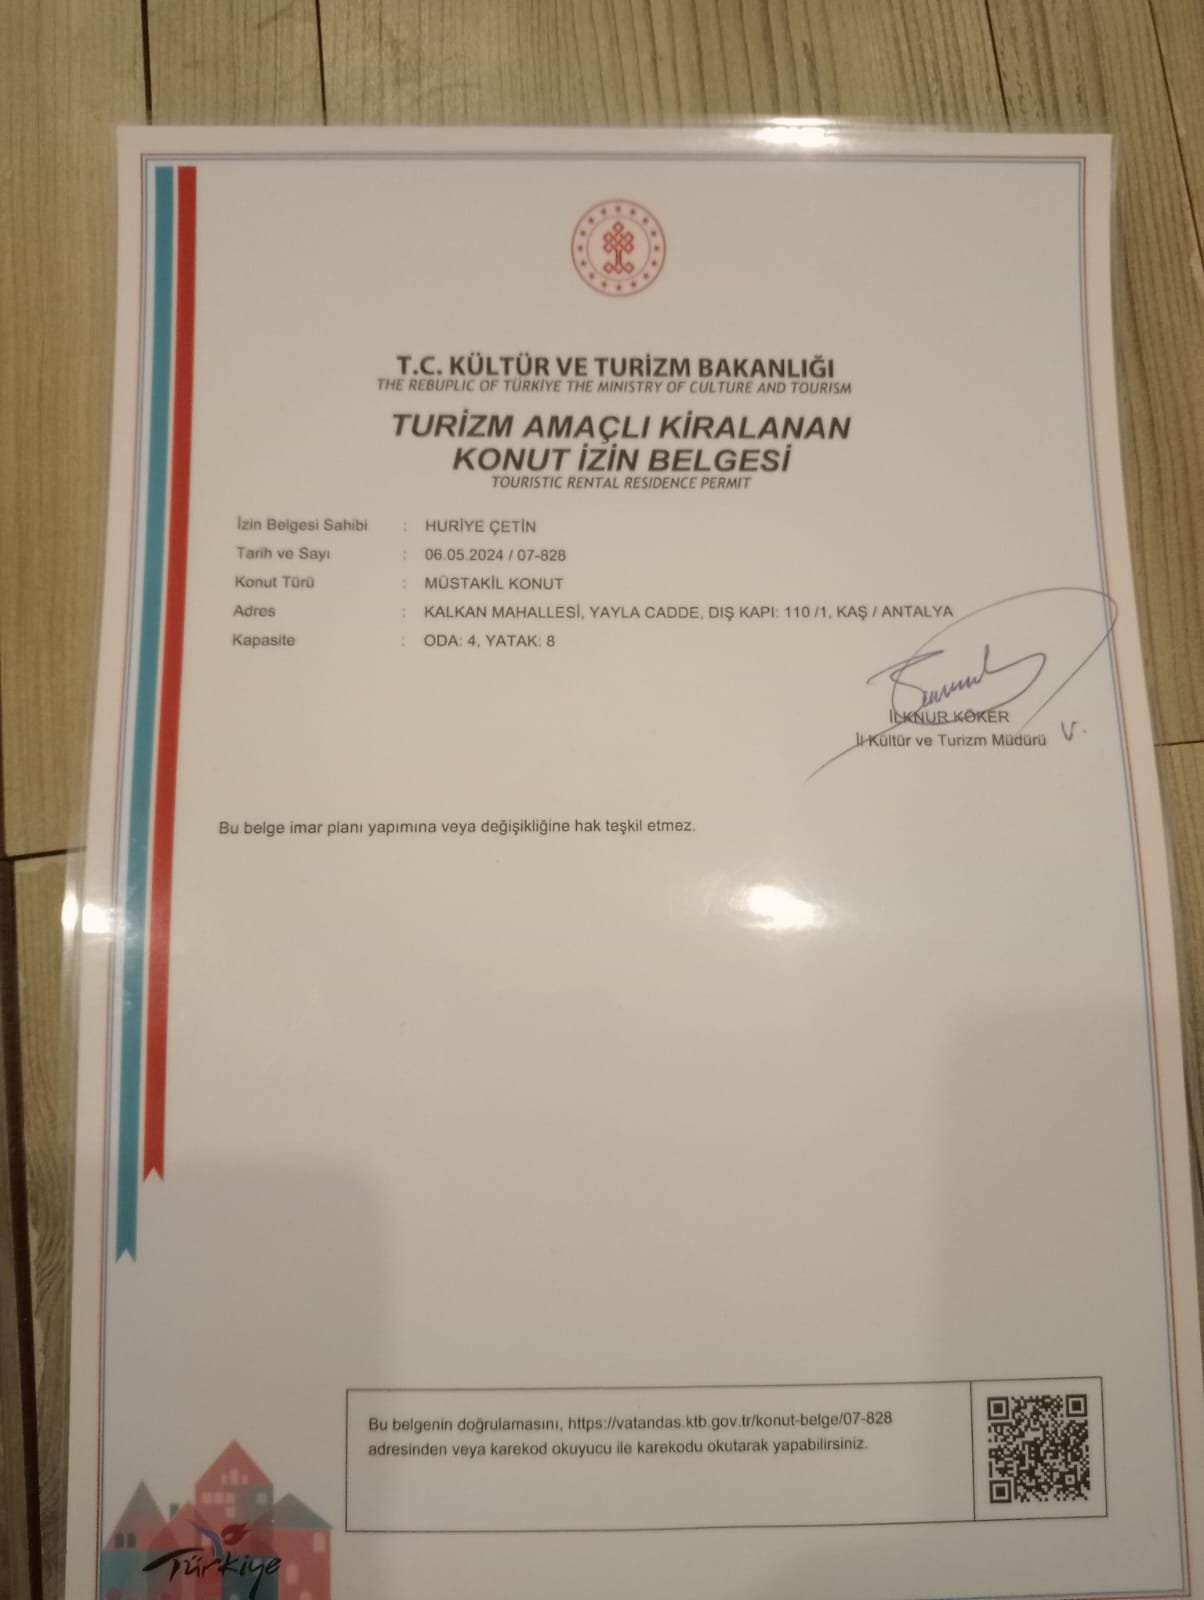 T.C. KÜLTÜR VE TURİZM BAKANLIĞI
THE REBUPLIC OF TÜRKİYE THE MINISTRY OF CULTURE AND TOURISM
TURİZM AMAÇLI KİRALANAN
KONUT İZİN BELGESİ
TOURISTIC RENTAL RESIDENCE PERMIT
İzin Belgesi Sahibi : HURİYE ÇETİN
Tarih ve Sayı : 06.05.2024 / 07-828
Konut Türü : MÜSTAKİL KONUT
Adres : KALKAN MAHALLESİ, YAYLA CADDE, DIŞ KAPI: 110 /1, KAŞ / ANTALYA
Kapasite : ODA: 4, YATAK: 8
İLKNUR KÖKER
İl Kültür ve Turizm Müdürü V.
Bu belge imar planı yapımına veya değişikliğine hak teşkil etmez.
Bu belgenin doğrulamasını, https://vatandas.ktb.gov.tr/konut-belge/07-828
adresinden veya karekod okuyucu ile karekodu okutarak yapabilirsiniz.
Türkiye